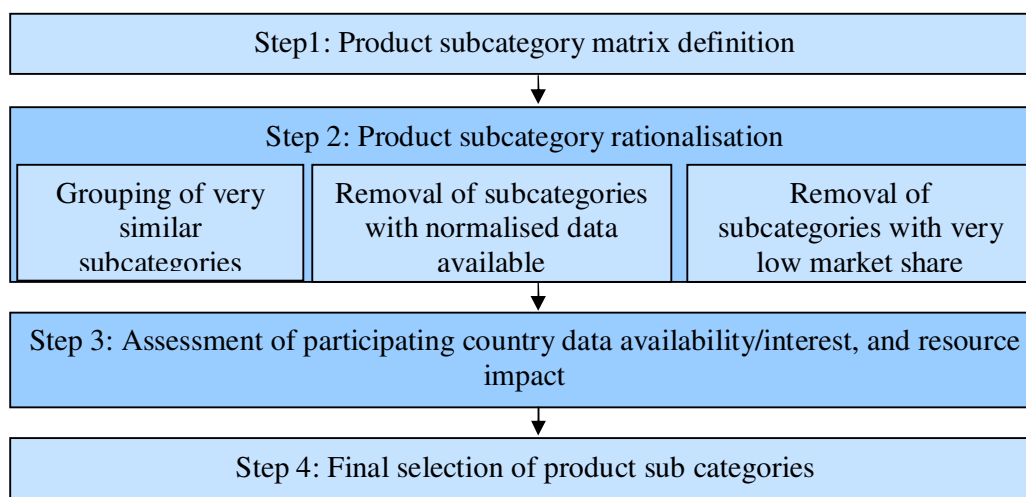 Step1: Product subcategory matrix definition
Step 2: Product subcategory rationalisation
Grouping of very
similar
subcategories
Removal of subcategories
with normalised data
available
Removal of
subcategories with very
low market share
Step 3: Assessment of participating country data availability/interest, and resource
impact
Step 4: Final selection of product sub categories